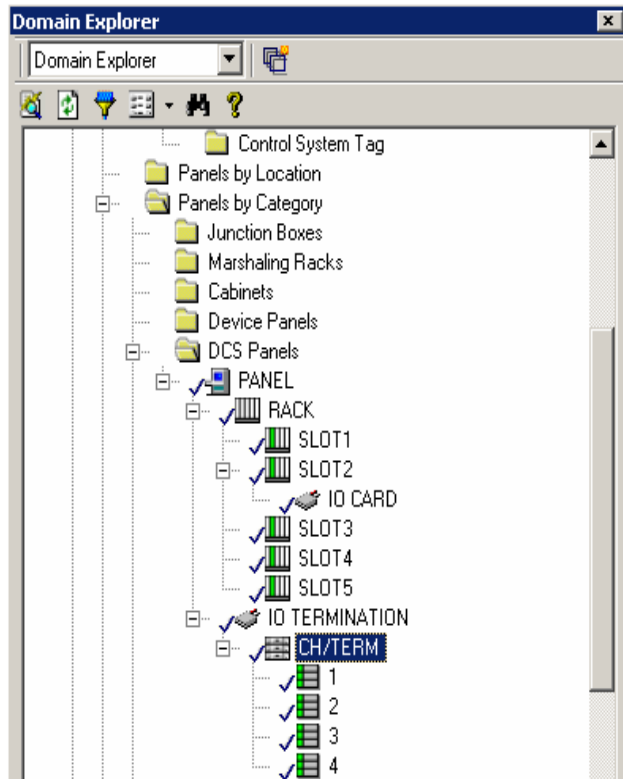 Domain Explorer
Domain Explorer
Control System Tag
Panels by Location
Panels by Category
Junction Boxes
Marshaling Racks
Cabinets
Device Panels
DCS Panels
PANEL
RACK
SLOT1
SLOT2
IO CARD
SLOT3
SLOT4
SLOT5
IO TERMINATION
CH/TERM
1
2
3
4